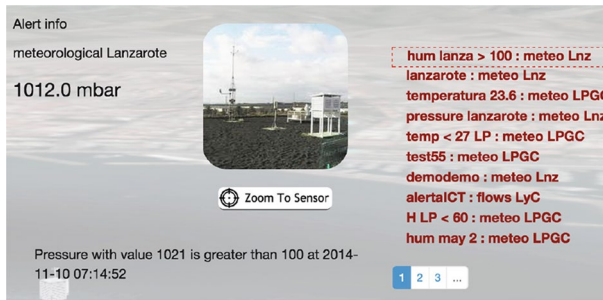 Alert info
meteorological Lanzarote
1012.0 mbar
Zoom To Sensor
Pressure with value 1021 is greater than 100 at 2014-
11-10 07:14:52
hum lanza > 100 : meteo Lnz
lanzarote : meteo Lnz
temperatura 23.6 : meteo LPGC
pressure lanzarote : meteo Lnz
temp < 27 LP : meteo LPGC
test55 : meteo LPGC
demodemo : meteo Lnz
alertaICT : flows LyC
H LP < 60 : meteo LPGC
hum may 2 : meteo LPGC
1 2 3 ...